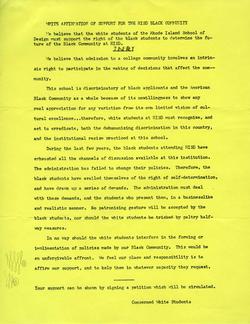 WHITE AFFIRMATION OF SUPPORT FOR THE RISD BLACK COMMUNITY
We believe that the white students of the Rhode Island School of
Design must support the right of the black students to determine the fu-
ture of the Black Community at RISD.
We believe that admission to a college community involves an intrin-
sic right to participate in the making of decisions that affect the com-
munity.
This school is discriminatory of black applicants and the American
Black Community as a whole because of its unwillingness to show any
real appreciation for any variation from its own limited vision of cultu-
ral excellence...therefore, white students at RISD must recognize, and
act to eradicate, both the dehumanizing discrimination in this country, and
the institutional racism practiced at this school.
During the last few years, the black students attending RISD have
exhausted all the channels of discussion available at this institution.
The administration has failed to change their policies. Therefore, the
black students have availed themselves of the right of self-determination,
and have drawn up a series of demands. The administration must deal
with these demands, and the students who present them, in a businesslike
and realistic manner. No patronizing gesture will be accepted by the
black students, nor should the white students be bribed by paltry half-
way measures.
In no way should the white students interfere in the forming or
implementation of policies made by our Black Community. This would be
an unforgivable affront. We feel our place and responsibility is to
affirm our support, and to help them in whatever capacity they request.
Your support can be shown by signing a petition which will be circulated.
Concerned White Students